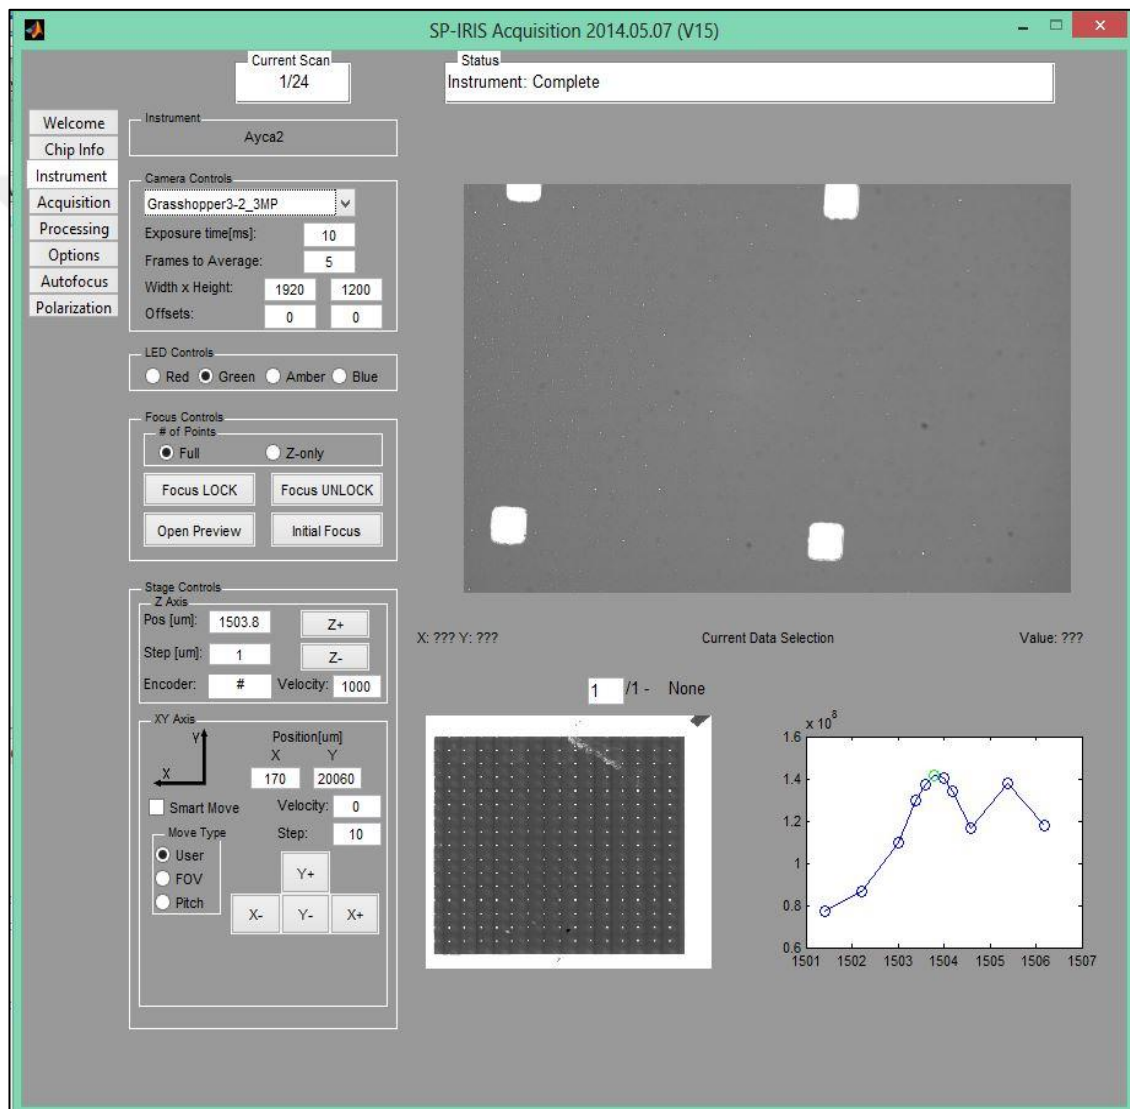 SP-IRIS Acquisition 2014.05.07 (V15)
Current Scan
1/24
Status
Instrument: Complete
Welcome
Chip Info
Instrument
Acquisition
Processing
Options
Autofocus
Polarization
Instrument
Ayca2
Camera Controls
Grasshopper3-2_3MP
Exposure time[ms]: 10
Frames to Average: 5
Width x Height: 1920 1200
Offsets: 0 0
LED Controls
Red Green Amber Blue
Focus Controls
# of Points
Full Z-only
Focus LOCK Focus UNLOCK
Open Preview Initial Focus
Stage Controls
Z Axis
Pos [um]: 1503.8 Z+
Step [um]: 1 Z-
Encoder: # Velocity: 1000
XY Axis
Y
X
Position[um]
X Y
170 20060
Smart Move
Velocity: 0
Step: 10
Move Type
User
FOV
Pitch
Y+
X- Y- X+
X: ??? Y: ??? Current Data Selection Value: ???
1 /1 - None
x 10^8
1.6
1.4
1.2
1
0.8
0.6
1501 1502 1503 1504 1505 1506 1507